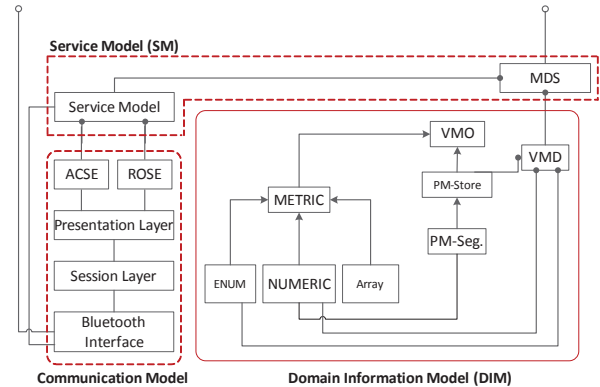 Service Model (SM)
MDS
Service Model
VMO
VMD
ACSE
ROSE
PM-Store
METRIC
Presentation Layer
PM-Seg.
Session Layer
ENUM
NUMERIC
Array
Bluetooth
Interface
Communication Model
Domain Information Model (DIM)